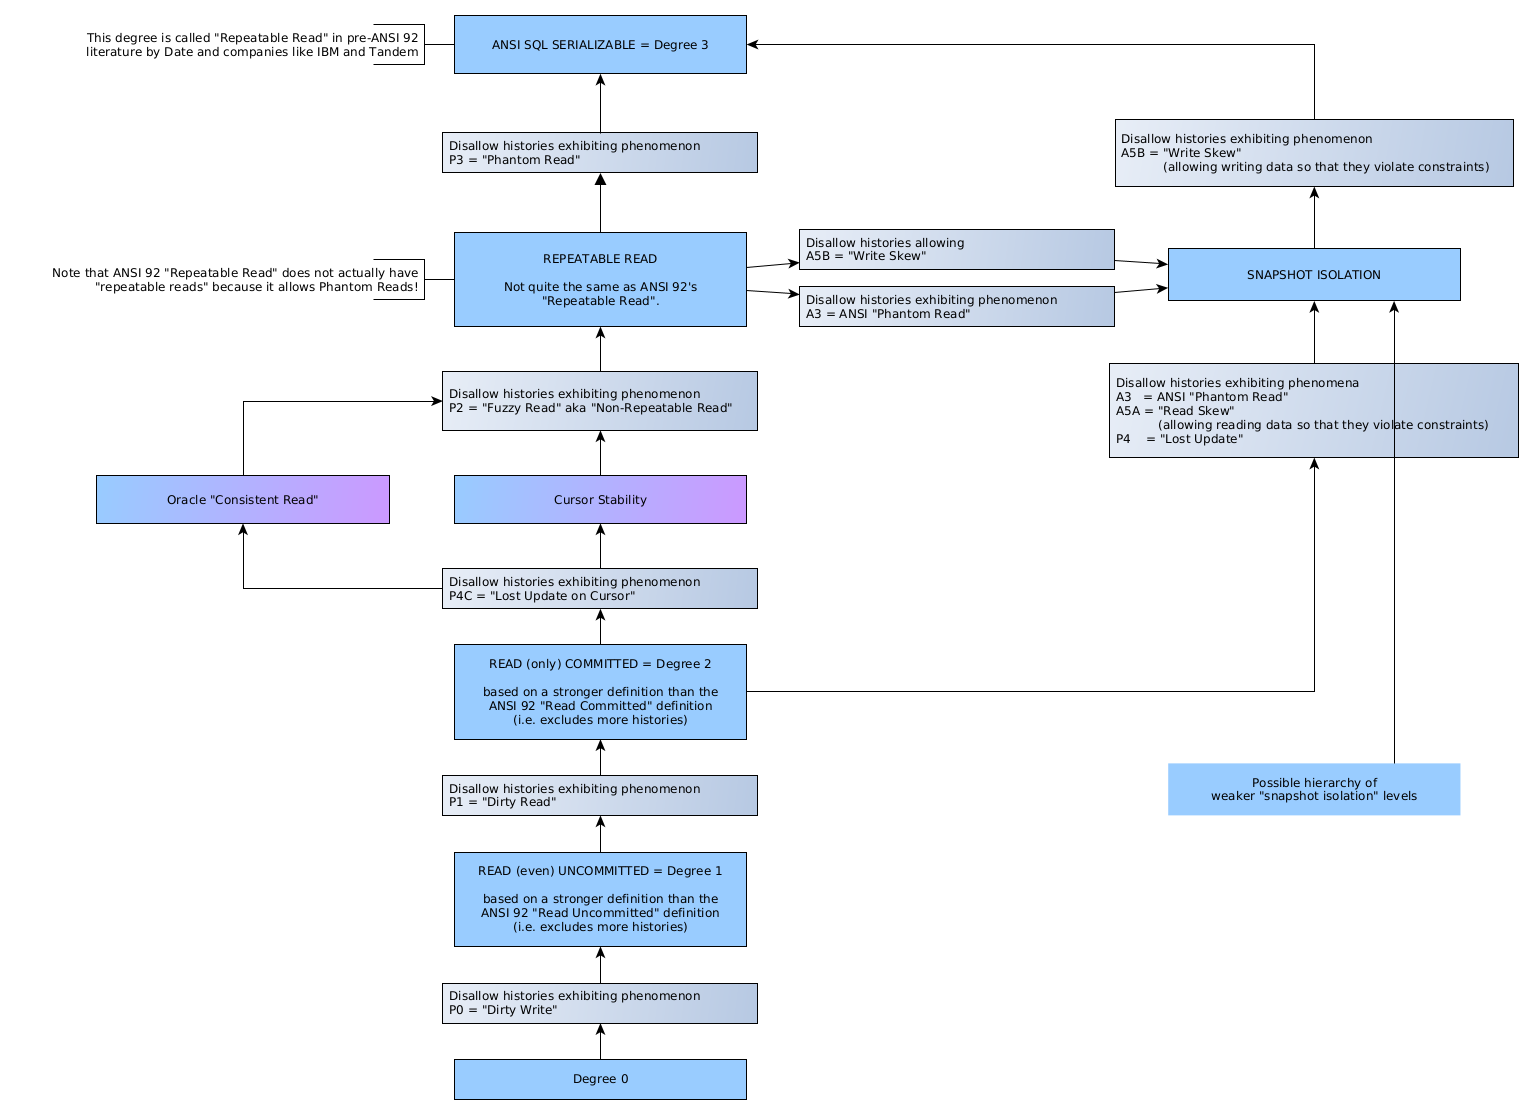 This degree is called "Repeatable Read" in pre-ANSI 92
literature by Date and companies like IBM and Tandem
ANSI SQL SERIALIZABLE = Degree 3
Disallow histories exhibiting phenomenon
P3 = "Phantom Read"
Disallow histories exhibiting phenomenon
A5B = "Write Skew"
(allowing writing data so that they violate constraints)
Note that ANSI 92 "Repeatable Read" does not actually have
"repeatable reads" because it allows Phantom Reads!
REPEATABLE READ
Not quite the same as ANSI 92's
"Repeatable Read".
Disallow histories allowing
A5B = "Write Skew"
Disallow histories exhibiting phenomenon
A3 = ANSI "Phantom Read"
SNAPSHOT ISOLATION
Disallow histories exhibiting phenomenon
P2 = "Fuzzy Read" aka "Non-Repeatable Read"
Disallow histories exhibiting phenomena
A3 = ANSI "Phantom Read"
A5A = "Read Skew"
(allowing reading data so that they violate constraints)
P4 = "Lost Update"
Oracle "Consistent Read"
Cursor Stability
Disallow histories exhibiting phenomenon
P4C = "Lost Update on Cursor"
READ (only) COMMITTED = Degree 2
based on a stronger definition than the
ANSI 92 "Read Committed" definition
(i.e. excludes more histories)
Disallow histories exhibiting phenomenon
P1 = "Dirty Read"
Possible hierarchy of
weaker "snapshot isolation" levels
READ (even) UNCOMMITTED = Degree 1
based on a stronger definition than the
ANSI 92 "Read Uncommitted" definition
(i.e. excludes more histories)
Disallow histories exhibiting phenomenon
P0 = "Dirty Write"
Degree 0